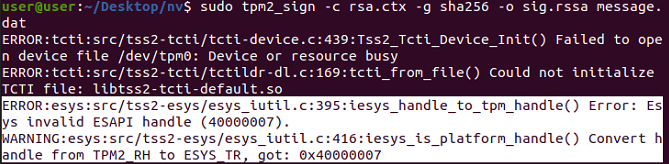 user@user:~/Desktop/nv$ sudo tpm2_sign -c rsa.ctx -g sha256 -o sig.rssa message.
dat
ERROR:tcti:src/tss2-tcti/tcti-device.c:439:Tss2_Tcti_Device_Init() Failed to ope
n device file /dev/tpm0: Device or resource busy
ERROR:tcti:src/tss2-tcti/tctildr-dl.c:169:tcti_from_file() Could not initialize
TCTI file: libtss2-tcti-default.so
ERROR:esys:src/tss2-esys/esys_iutil.c:395:iesys_handle_to_tpm_handle() Error: Es
ys invalid ESAPI handle (40000007).
WARNING:esys:src/tss2-esys/esys_iutil.c:416:iesys_is_platform_handle() Convert h
andle from TPM2_RH to ESYS_TR, got: 0x40000007